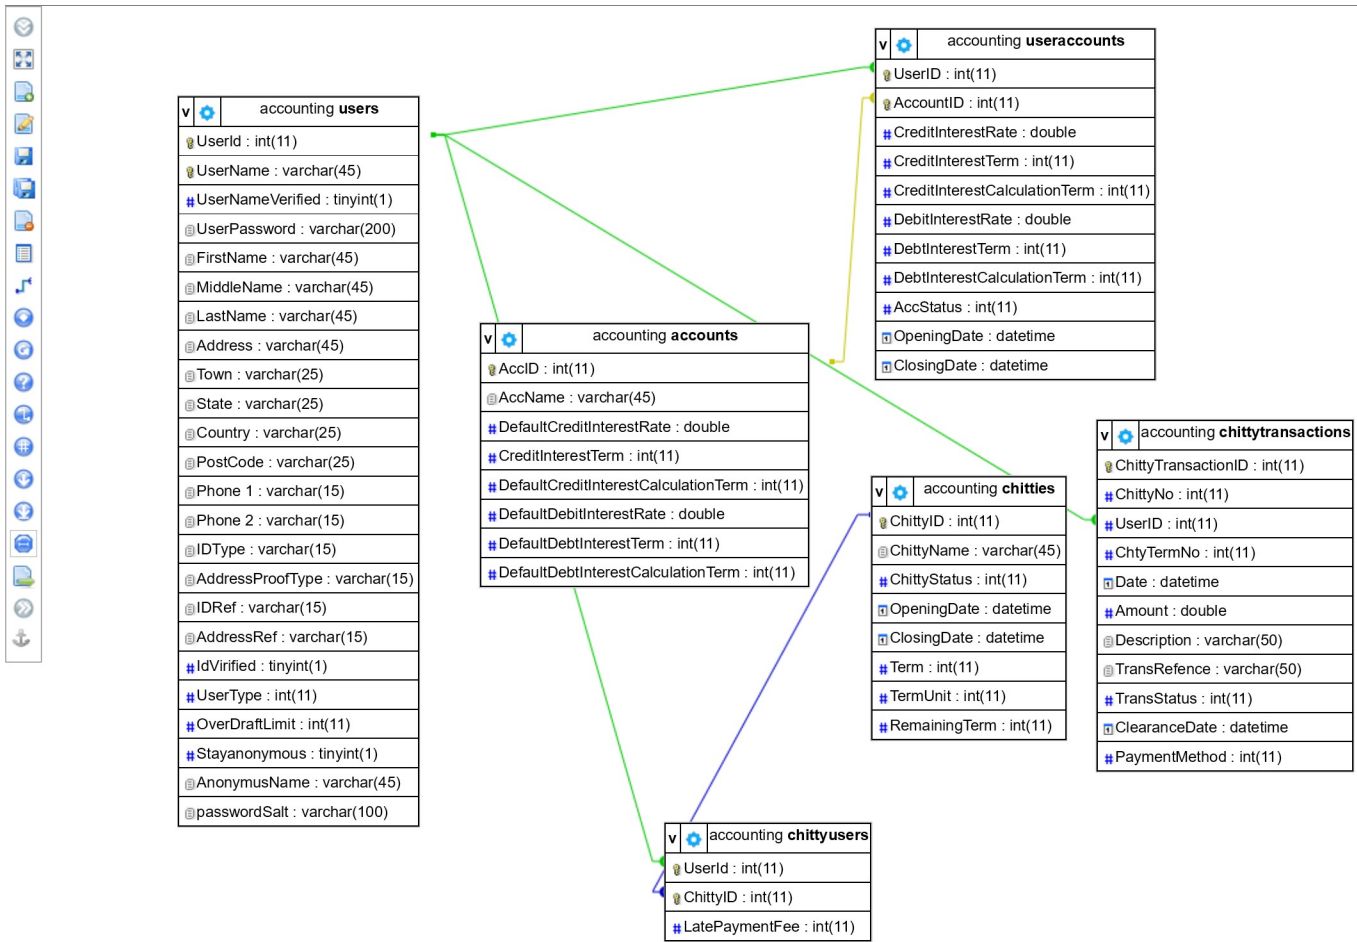 v accounting users
UserId : int(11)
UserName : varchar(45)
UserNameVerified : tinyint(1)
UserPassword : varchar(200)
FirstName : varchar(45)
MiddleName : varchar(45)
LastName : varchar(45)
Address : varchar(45)
Town : varchar(25)
State : varchar(25)
Country : varchar(25)
PostCode : varchar(25)
Phone 1 : varchar(15)
Phone 2 : varchar(15)
IDType : varchar(15)
AddressProofType : varchar(15)
IDRef : varchar(15)
AddressRef : varchar(15)
IdVirified : tinyint(1)
UserType : int(11)
OverDraftLimit : int(11)
Stayanonymous : tinyint(1)
AnonymusName : varchar(45)
passwordSalt : varchar(100)
v accounting accounts
AccID : int(11)
AccName : varchar(45)
DefaultCreditInterestRate : double
CreditInterestTerm : int(11)
DefaultCreditInterestCalculationTerm : int(11)
DefaultDebitInterestRate : double
DefaultDebtInterestTerm : int(11)
DefaultDebtInterestCalculationTerm : int(11)
v accounting useraccounts
UserID : int(11)
AccountID : int(11)
CreditInterestRate : double
CreditInterestTerm : int(11)
CreditInterestCalculationTerm : int(11)
DebitInterestRate : double
DebtInterestTerm : int(11)
DebtInterestCalculationTerm : int(11)
AccStatus : int(11)
OpeningDate : datetime
ClosingDate : datetime
v accounting chitties
ChittyID : int(11)
ChittyName : varchar(45)
ChittyStatus : int(11)
OpeningDate : datetime
ClosingDate : datetime
Term : int(11)
TermUnit : int(11)
RemainingTerm : int(11)
v accounting chittytransactions
ChittyTransactionID : int(11)
ChittyNo : int(11)
UserID : int(11)
ChtyTermNo : int(11)
Date : datetime
Amount : double
Description : varchar(50)
TransRefence : varchar(50)
TransStatus : int(11)
ClearanceDate : datetime
PaymentMethod : int(11)
v accounting chittyusers
UserId : int(11)
ChittyID : int(11)
LatePaymentFee : int(11)